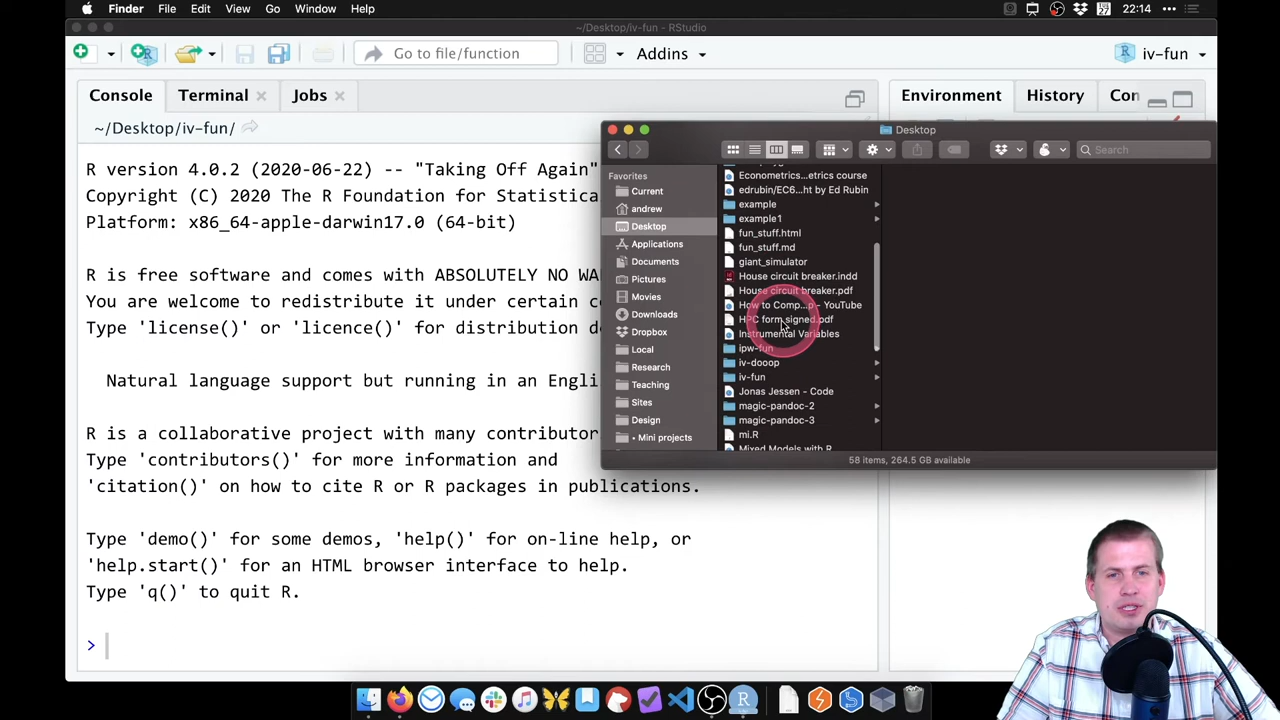 Finder File Edit View Go Window Help 22:14
~/Desktop/iv-fun - RStudio
Go to file/function Addins iv-fun
Console Terminal Jobs Environment History Con
~/Desktop/iv-fun/
R version 4.0.2 (2020-06-22) -- "Taking Off Again"
Copyright (C) 2020 The R Foundation for Statistica
Platform: x86_64-apple-darwin17.0 (64-bit)
R is free software and comes with ABSOLUTELY NO WA
You are welcome to redistribute it under certain c
Type 'license()' or 'licence()' for distribution d
Natural language support but running in an Engli
R is a collaborative project with many contributor
Type 'contributors()' for more information and
'citation()' on how to cite R or R packages in publications.
Type 'demo()' for some demos, 'help()' for on-line help, or
'help.start()' for an HTML browser interface to help.
Type 'q()' to quit R.
>
Desktop
Search
Favorites
Current
andrew
Desktop
Applications
Documents
Pictures
Movies
Downloads
Dropbox
Local
Research
Teaching
Sites
Design
• Mini projects
Econometrics...etrics course
edrubin/EC6...ht by Ed Rubin
example
example1
fun_stuff.html
fun_stuff.md
giant_simulator
House circuit breaker.indd
House circuit breaker.pdf
How to Comp...p - YouTube
HPC form signed.pdf
Instrumental Variables
ipw-fun
iv-dooop
iv-fun
Jonas Jessen - Code
magic-pandoc-2
magic-pandoc-3
mi.R
Mixed Models with R
58 items, 264.5 GB available